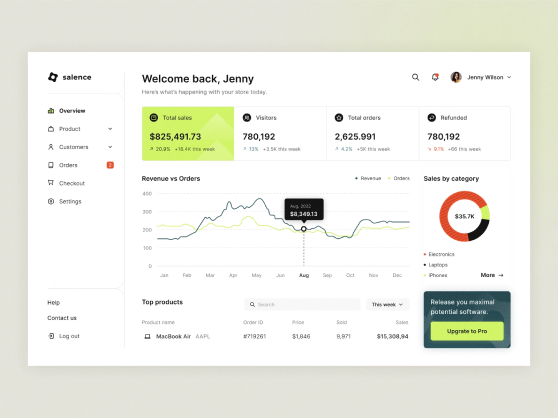 salence
Overview
Product
Customers
Orders 2
Checkout
Settings
Help
Contact us
Log out
Welcome back, Jenny
Here's what's happening with your store today.
Jenny Wilson
Total sales
$825,491.73
20,9% +18.4K this week
Visitors
780,192
13% +3.5K this week
Total orders
2,625.991
4,2% +5K this week
Refunded
780,192
9.1% +66 this week
Revenue vs Orders
Revenue Orders
400
300
200
150
0
Aug, 2022
$8,349.13
Jan Feb Mar Apr May Jun Aug Sep Oct Nov Dec
Sales by category
$35.7K
Electronics
Laptops
iPhones
More →
Top products
Search
This week
Product name Order ID Price Sold Sales
MacBook Air AAPL #719261 $1,846 9,971 $15,308,94
Release you maximal
potential software.
Upgrade to Pro